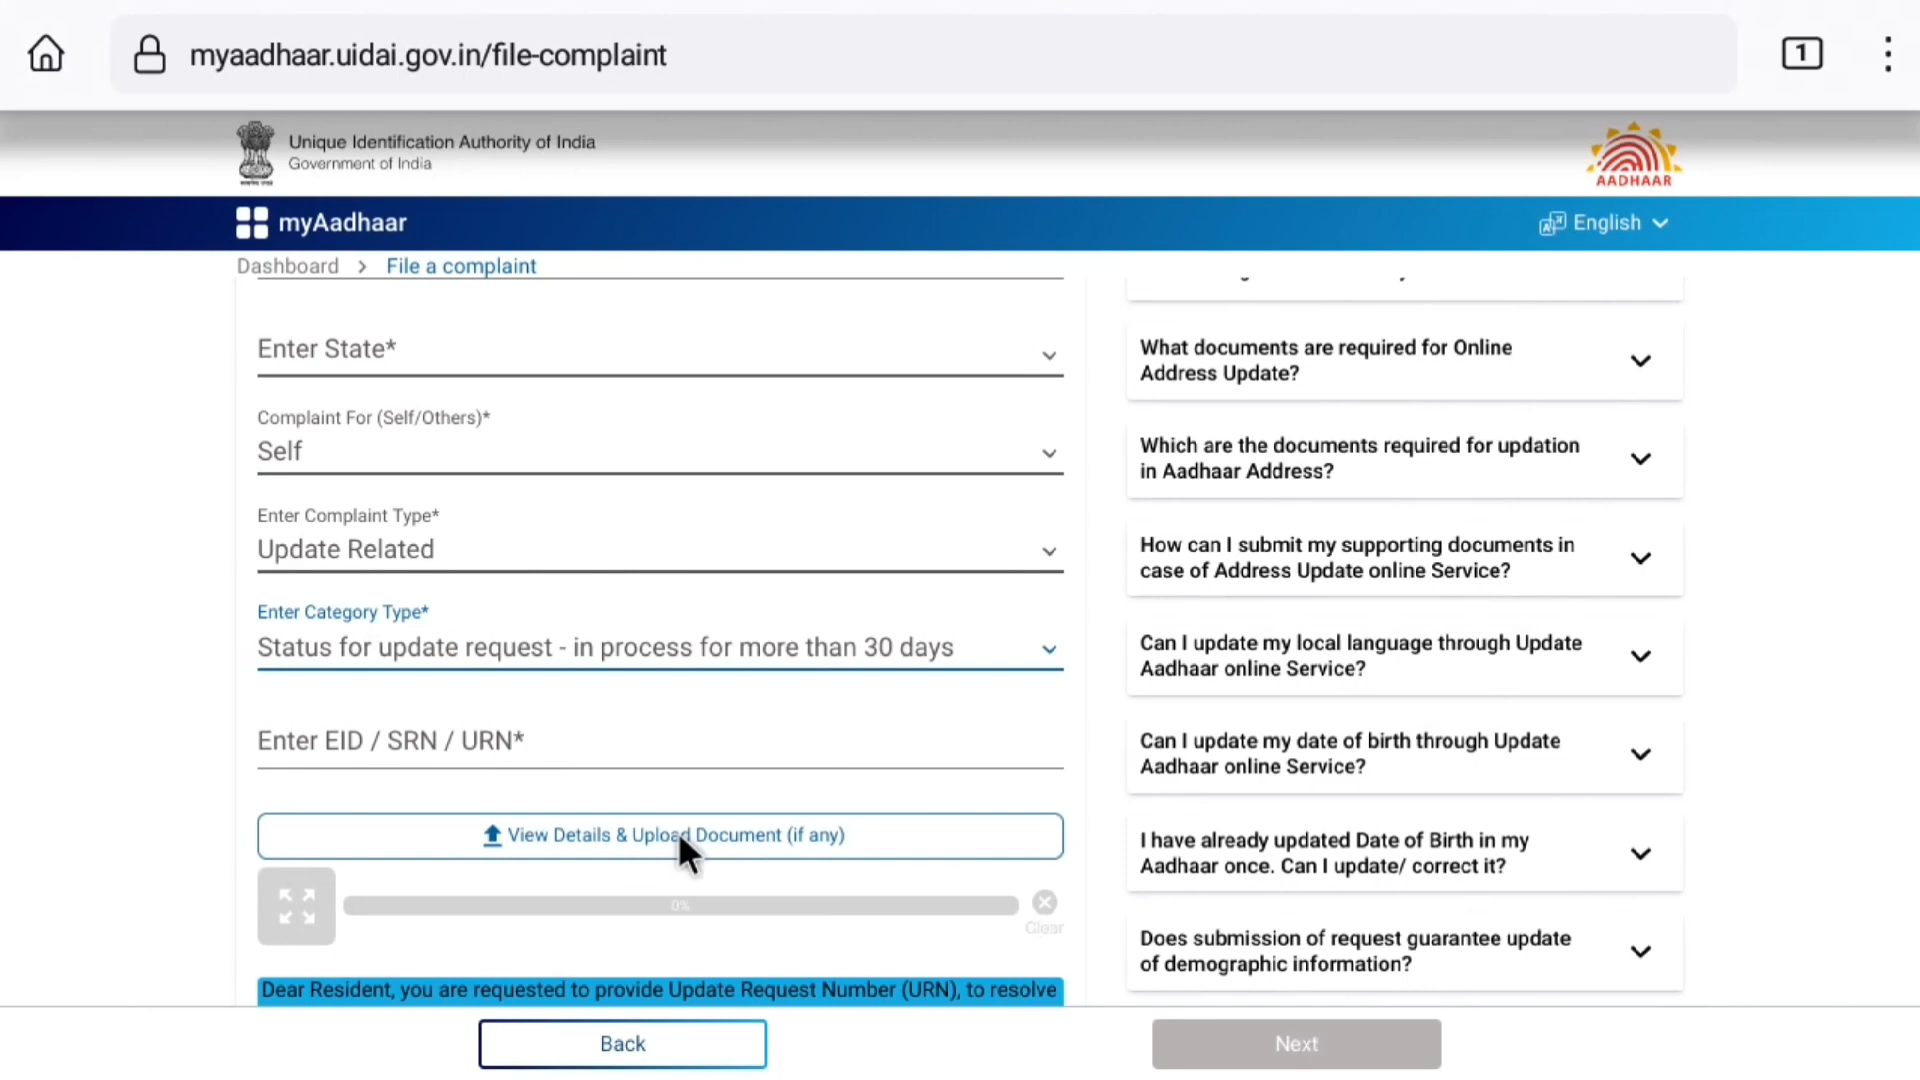 myaadhaar.uidai.gov.in/file-complaint
1
Unique Identification Authority of India
Government of India
AADHAAR
myAadhaar
English
Dashboard > File a complaint
Enter State*
Complaint For (Self/Others)*
Self
Enter Complaint Type*
Update Related
Enter Category Type*
Status for update request - in process for more than 30 days
Enter EID / SRN / URN*
View Details & Upload Document (if any)
0%
Clear
Dear Resident, you are requested to provide Update Request Number (URN), to resolve
What documents are required for Online
Address Update?
Which are the documents required for updation
in Aadhaar Address?
How can I submit my supporting documents in
case of Address Update online Service?
Can I update my local language through Update
Aadhaar online Service?
Can I update my date of birth through Update
Aadhaar online Service?
I have already updated Date of Birth in my
Aadhaar once. Can I update/ correct it?
Does submission of request guarantee update
of demographic information?
Back
Next